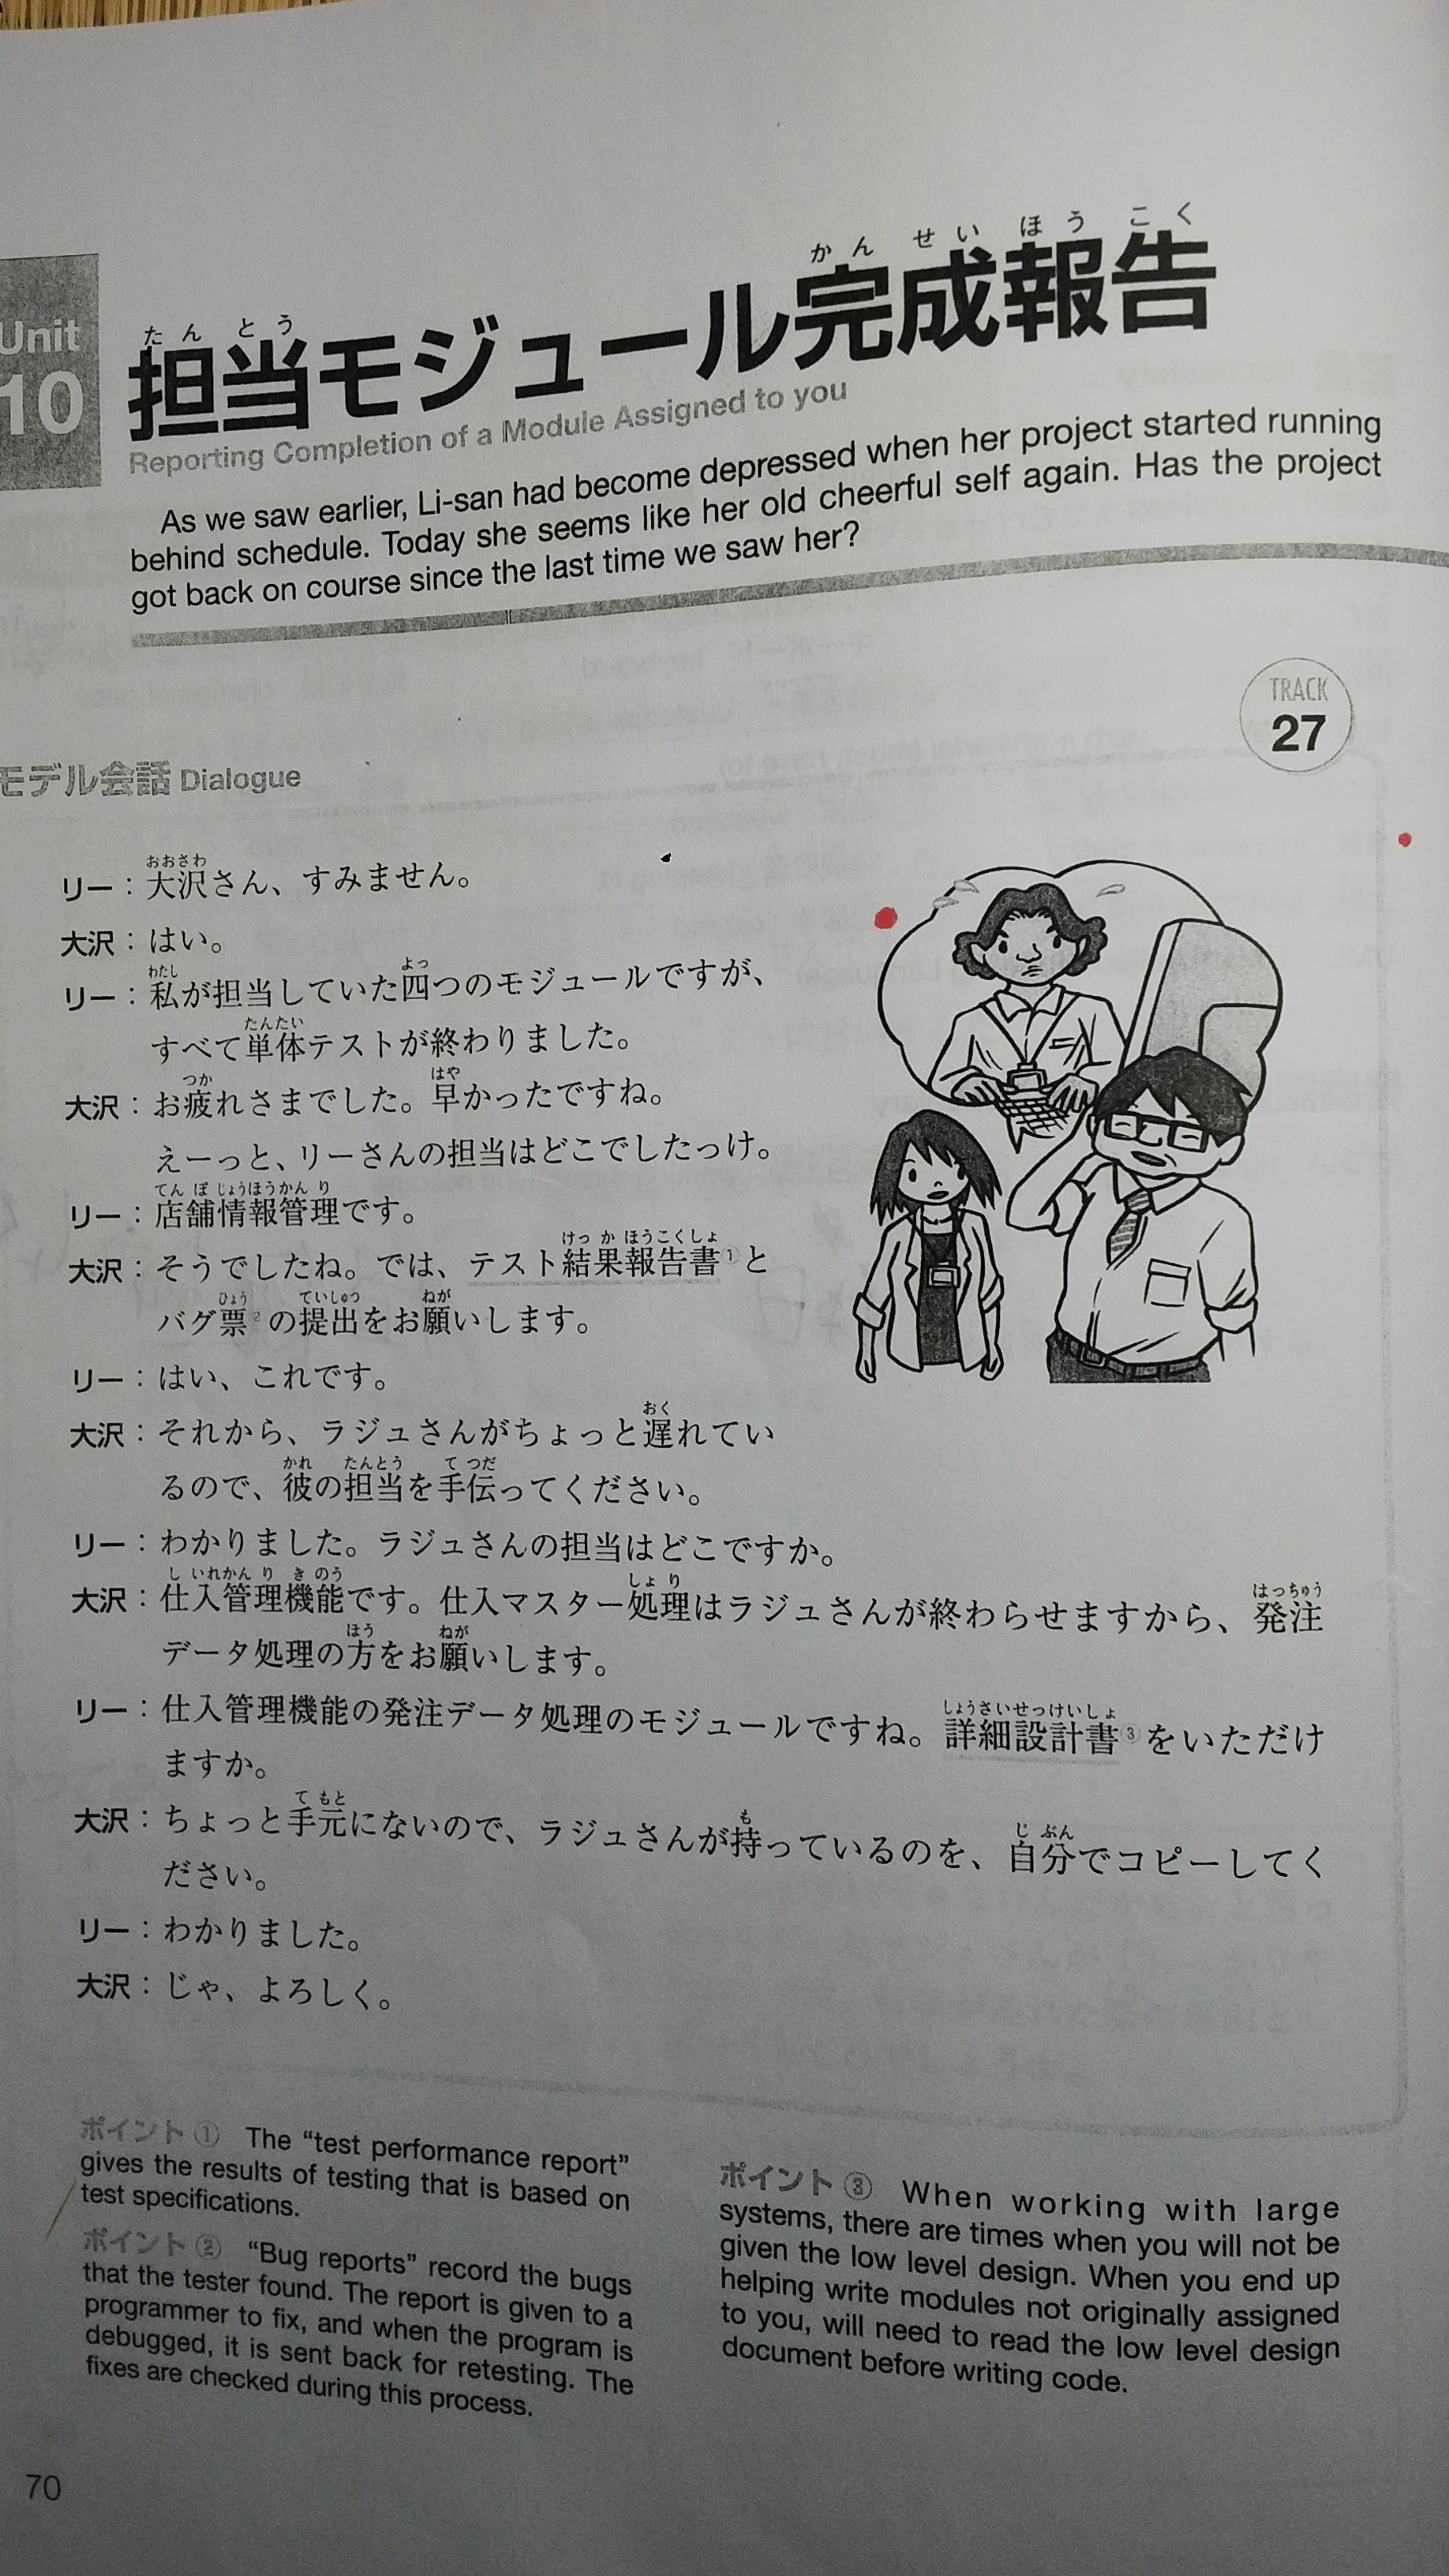 Unit
10
担当モジュール完成報告
たんとう かんせいほうこく
Reporting Completion of a Module Assigned to you
As we saw earlier, Li-san had become depressed when her project started running
behind schedule. Today she seems like her old cheerful self again. Has the project
got back on course since the last time we saw her?
モデル会話 Dialogue
TRACK
27
リー：大沢さん、すみません。
大沢：はい。
リー：私が担当していた四つのモジュールですが、
すべて単体テストが終わりました。
大沢：お疲れさまでした。早かったですね。
えーっと、リーさんの担当はどこでしたっけ。
リー：店舗情報管理です。
大沢：そうでしたね。では、テスト結果報告書①と
バグ票②の提出をお願いします。
リー：はい、これです。
大沢：それから、ラジュさんがちょっと遅れてい
るので、彼の担当を手伝ってください。
リー：わかりました。ラジュさんの担当はどこですか。
大沢：仕入管理機能です。仕入マスター処理はラジュさんが終わらせますから、発注
データ処理の方をお願いします。
リー：仕入管理機能の発注データ処理のモジュールですね。詳細設計書③をいただけ
ますか。
大沢：ちょっと手元にないので、ラジュさんが持っているのを、自分でコピーしてく
ださい。
リー：わかりました。
大沢：じゃ、よろしく。
ポイント① The “test performance report”
gives the results of testing that is based on
test specifications.
ポイント② “Bug reports” record the bugs
that the tester found. The report is given to a
programmer to fix, and when the program is
debugged, it is sent back for retesting. The
fixes are checked during this process.
ポイント③ When working with large
systems, there are times when you will not be
given the low level design. When you end up
helping write modules not originally assigned
to you, will need to read the low level design
document before writing code.
70